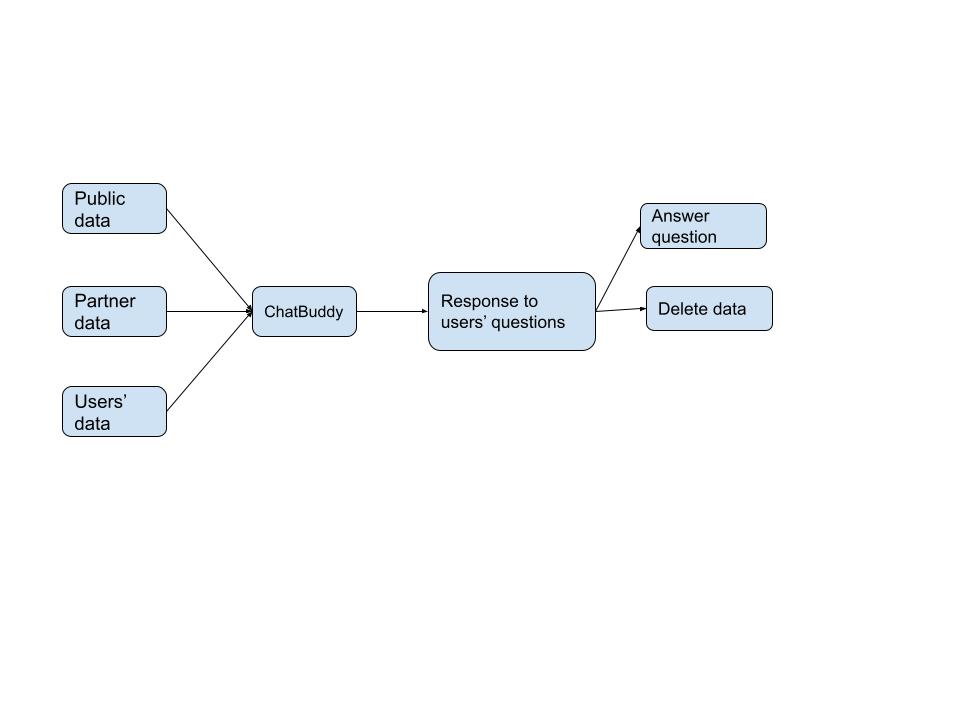 Public
data
Partner
data
Users’
data
ChatBuddy
Response to
users’ questions
Answer
question
Delete data